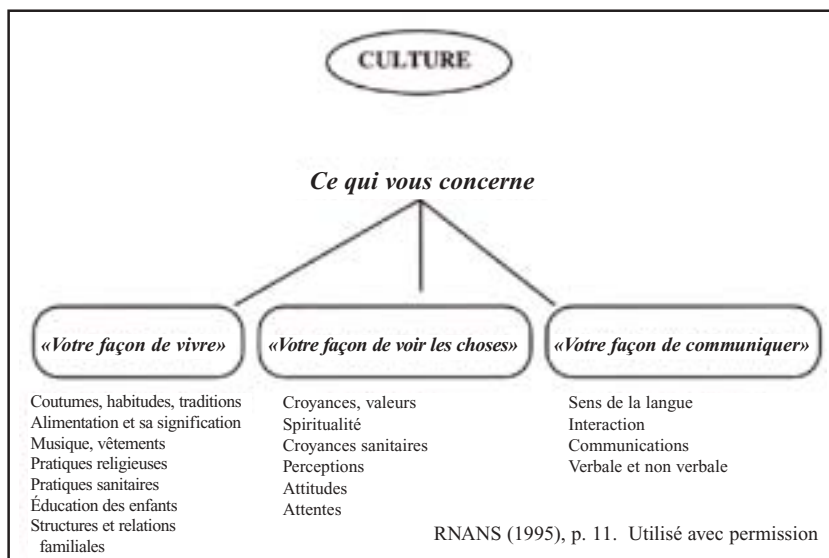 CULTURE
Ce qui vous concerne
«Votre façon de vivre»
Coutumes, habitudes, traditions
Alimentation et sa signification
Musique, vêtements
Pratiques religieuses
Pratiques sanitaires
Éducation des enfants
Structures et relations
familiales
«Votre façon de voir les choses»
Croyances, valeurs
Spiritualité
Croyances sanitaires
Perceptions
Attitudes
Attentes
«Votre façon de communiquer»
Sens de la langue
Interaction
Communications
Verbale et non verbale
RNANS (1995), p. 11. Utilisé avec permission